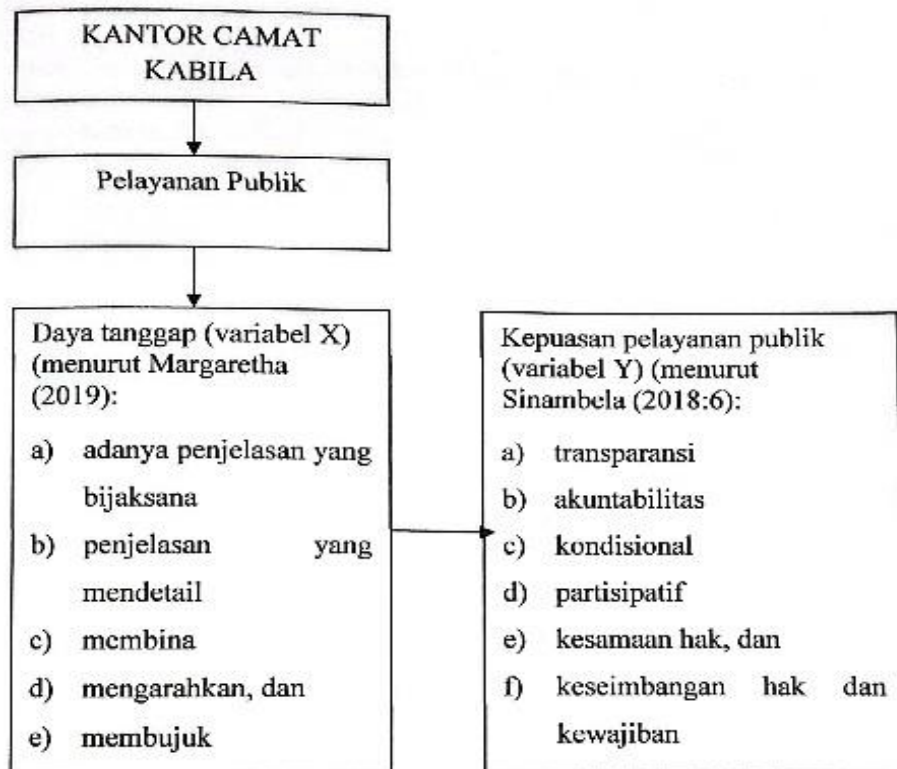 KANTOR CAMAT
KABILA
Pelayanan Publik
Daya tanggap (variabel X)
(menurut Margaretha
(2019):
a) adanya penjelasan yang
bijaksana
b) penjelasan yang
mendetail
c) membina
d) mengarahkan, dan
e) membujuk
Kepuasan pelayanan publik
(variabel Y) (menurut
Sinambela (2018:6):
a) transparansi
b) akuntabilitas
c) kondisional
d) partisipatif
e) kesamaan hak, dan
f) keseimbangan hak dan
kewajiban